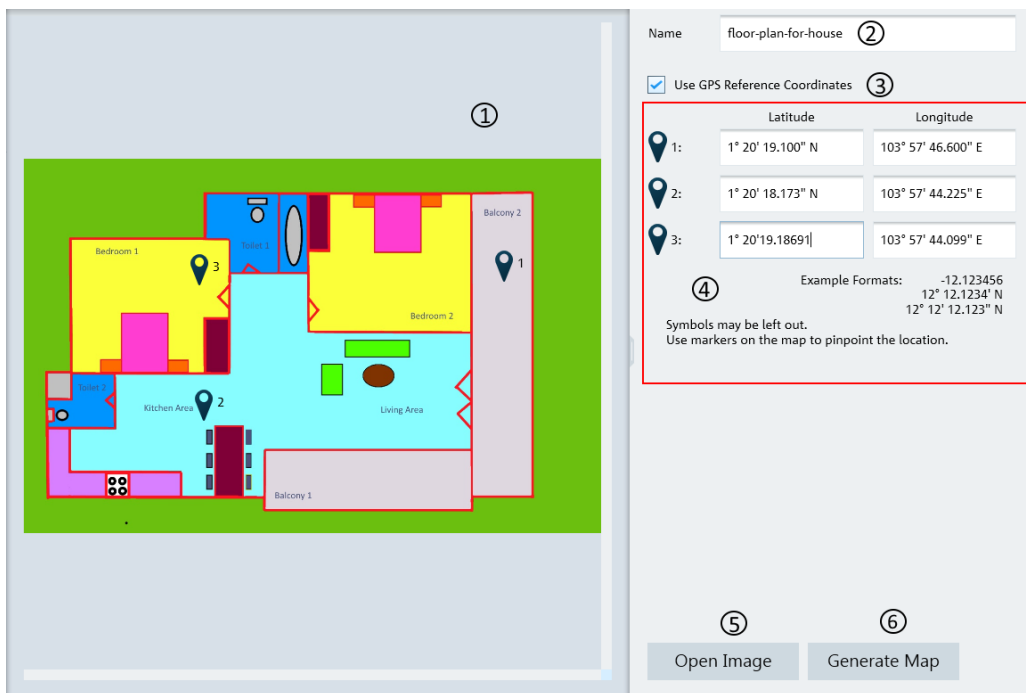 ①
Balcony 2
Toilet 1
Bedroom 1
3
1
Bedroom 2
Toilet 2
Kitchen Area
2
Living Area
Balcony 1
Name
floor-plan-for-house
②
Use GPS Reference Coordinates
③
Latitude
Longitude
1:
1° 20' 19.100" N
103° 57' 46.600" E
2:
1° 20' 18.173" N
103° 57' 44.225" E
3:
1° 20'19.18691
103° 57' 44.099" E
④
Example Formats:
-12.123456
12° 12.1234' N
12° 12' 12.123" N
Symbols may be left out.
Use markers on the map to pinpoint the location.
⑤
⑥
Open Image
Generate Map